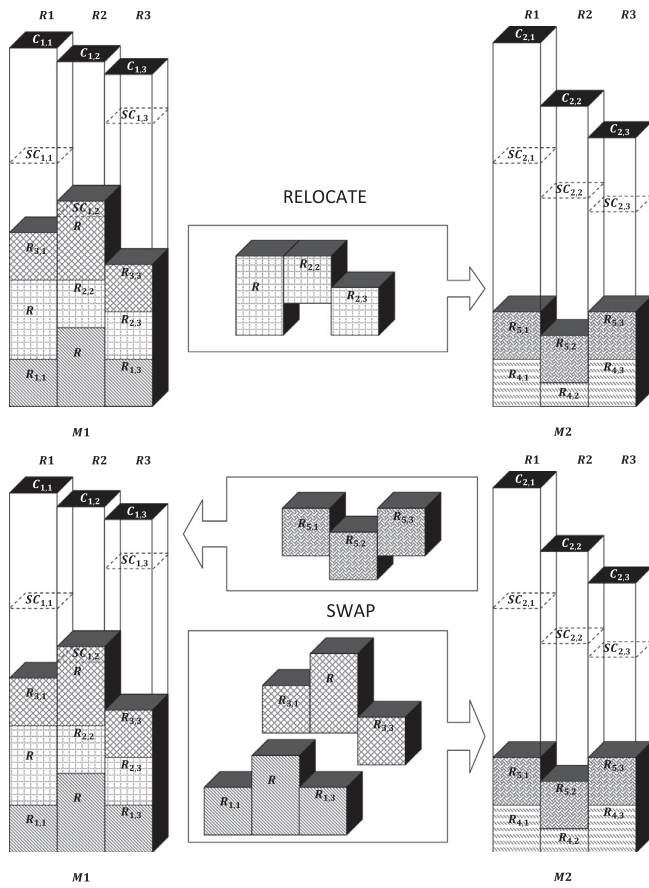 R1 R2 R3
C1,1
C1,2
C1,3
SC1,3
SC1,1
SC1,2
R
R3,1
R3,3
R2,2
R
R2,3
R
R1,1
R1,3
M1
RELOCATE
R2,2
R
R2,3
R1 R2 R3
C2,1
C2,2
C2,3
SC2,1
SC2,2
SC2,3
R5,1
R5,3
R5,2
R4,1
R4,3
R4,2
M2
R1 R2 R3
C1,1
C1,2
C1,3
SC1,3
SC1,1
SC1,2
R
R3,1
R3,3
R2,2
R
R2,3
R
R1,1
R1,3
M1
R5,1
R5,3
R5,2
SWAP
R
R3,1
R3,3
R
R1,1
R1,3
R1 R2 R3
C2,1
C2,2
C2,3
SC2,1
SC2,2
SC2,3
R5,1
R5,3
R5,2
R4,1
R4,3
R4,2
M2